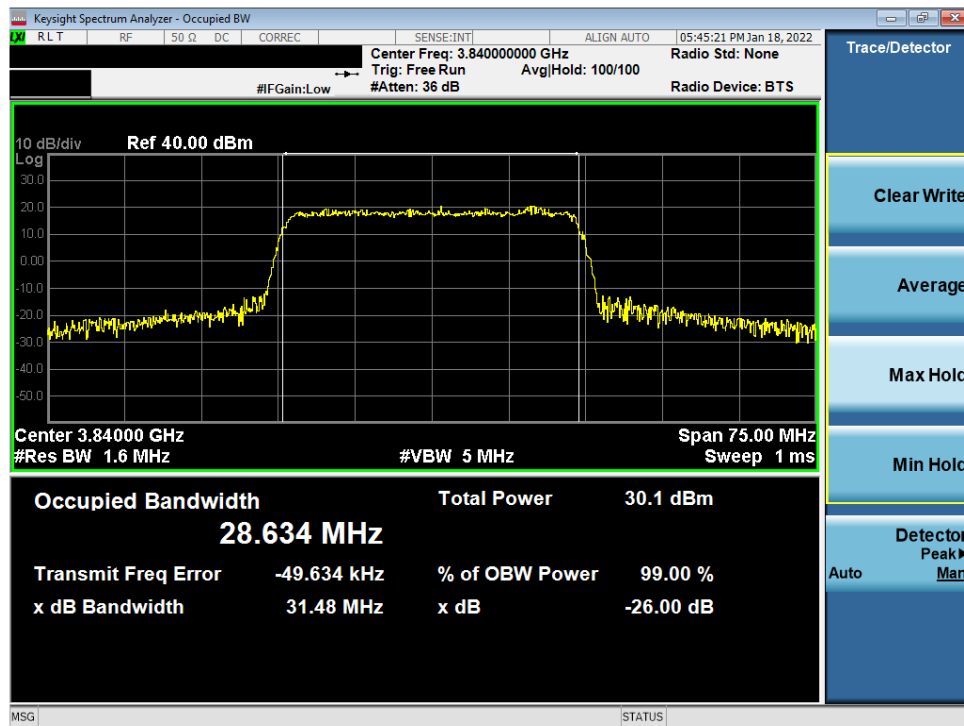 Keysight Spectrum Analyzer - Occupied BW
LXI RLT RF 50 Ω DC CORREC SENSE:INT ALIGN AUTO 05:45:21 PM Jan 18, 2022
Center Freq: 3.840000000 GHz Radio Std: None
Trig: Free Run Avg|Hold: 100/100
#IFGain:Low #Atten: 36 dB Radio Device: BTS
Trace/Detector
10 dB/div Ref 40.00 dBm
Log
30.0
20.0
10.0
0.00
-10.0
-20.0
-30.0
-40.0
-50.0
Center 3.84000 GHz Span 75.00 MHz
#Res BW 1.6 MHz #VBW 5 MHz Sweep 1 ms
Occupied Bandwidth Total Power 30.1 dBm
28.634 MHz
Transmit Freq Error -49.634 kHz % of OBW Power 99.00 %
x dB Bandwidth 31.48 MHz x dB -26.00 dB
Clear Write
Average
Max Hold
Min Hold
Detector
Peak▶
Auto Man
MSG STATUS